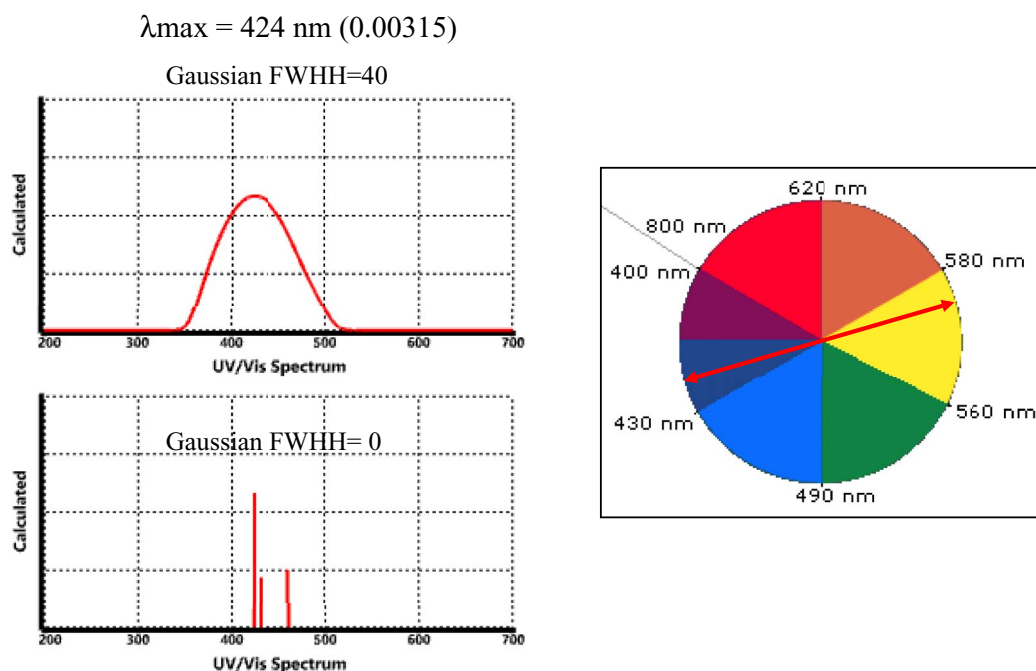 λmax = 424 nm (0.00315)
Gaussian FWHH=40
Calculated
200 300 400 500 600 700
UV/Vis Spectrum
Gaussian FWHH= 0
Calculated
200 300 400 500 600 700
UV/Vis Spectrum
620 nm
800 nm
580 nm
400 nm
430 nm
560 nm
490 nm